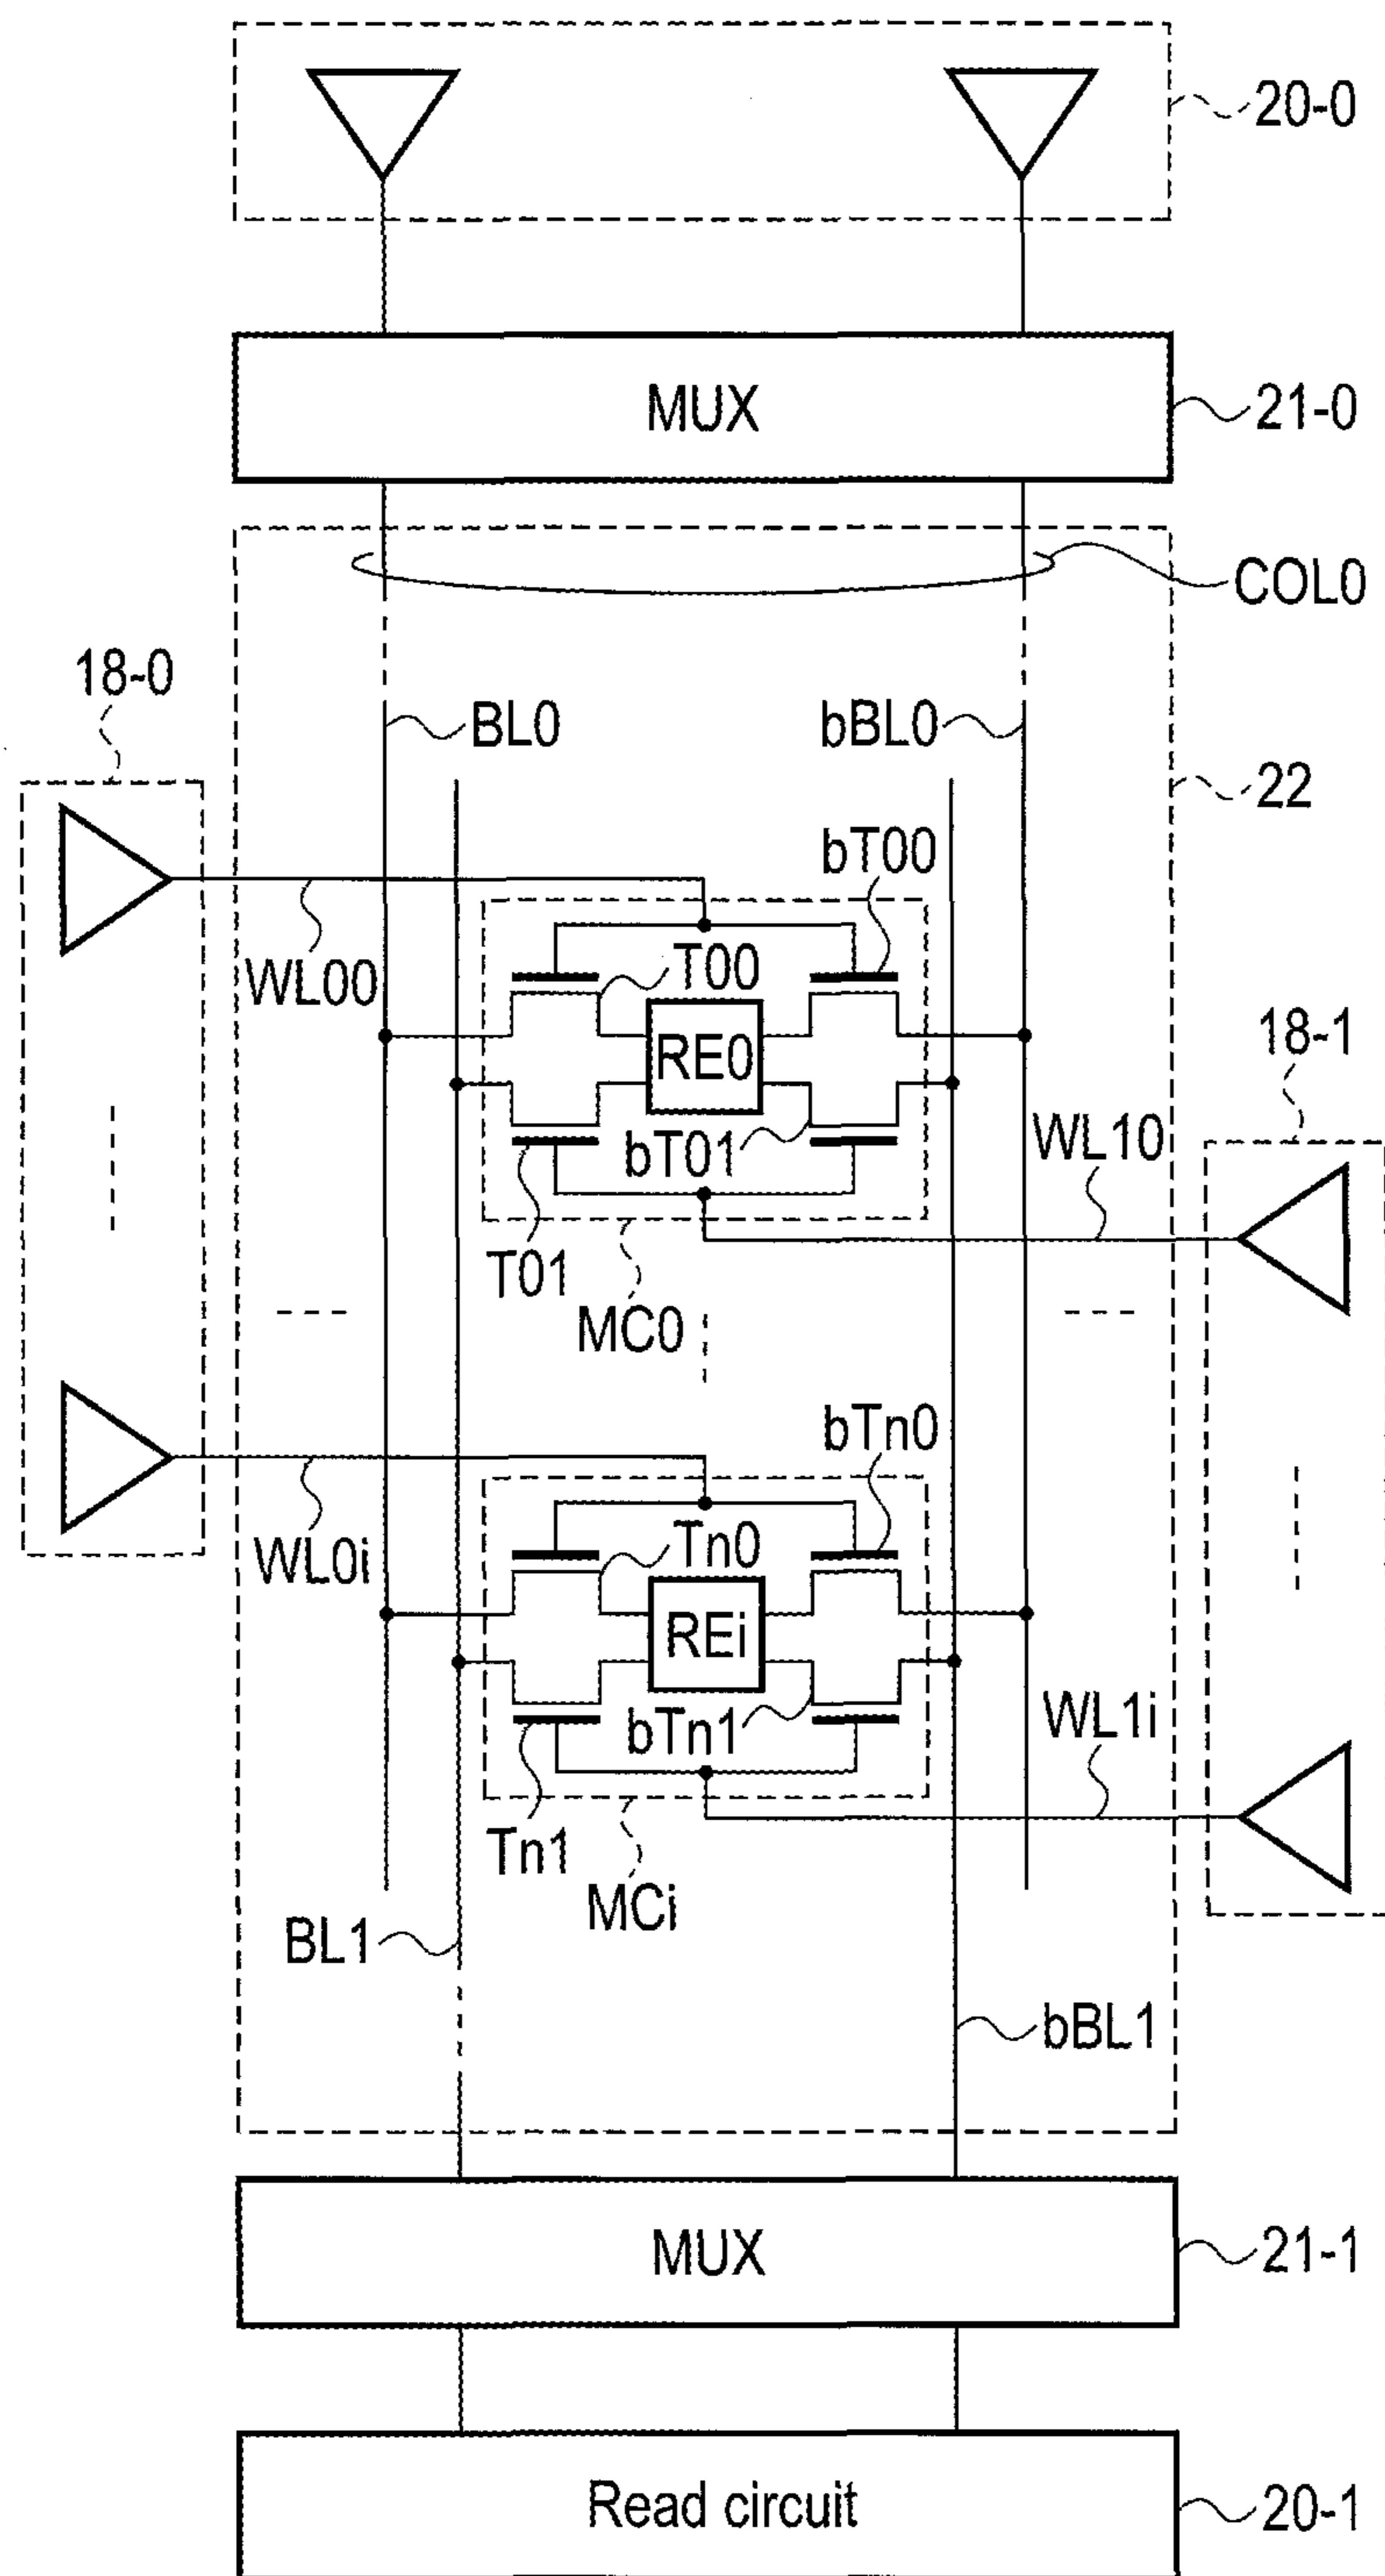 20-0
MUX
21-0
COL0
18-0
BL0
bBL0
22
bT00
WL00
T00
18-1
RE0
bT01
WL10
T01
MC0
bTn0
WL0i
Tn0
REi
bTn1
WL1i
Tn1
MCi
BL1
bBL1
MUX
21-1
Read circuit
20-1